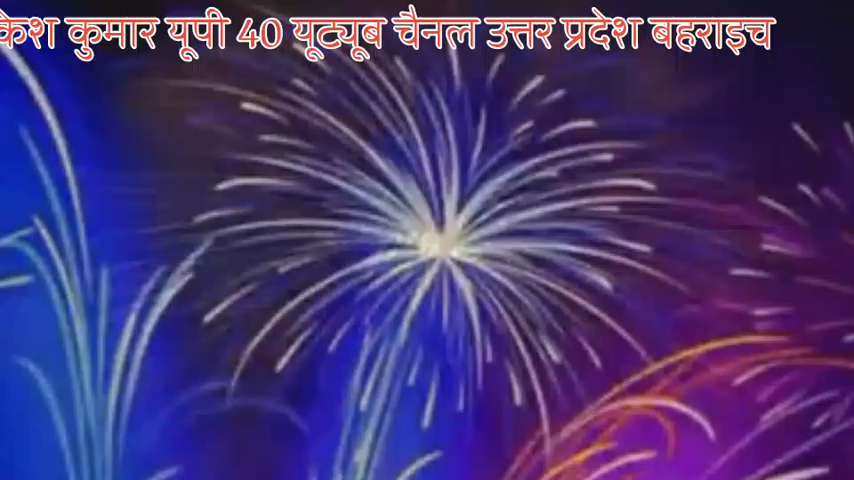 केश कुमार यूपी 40 यूट्यूब चैनल उत्तर प्रदेश बहराइच